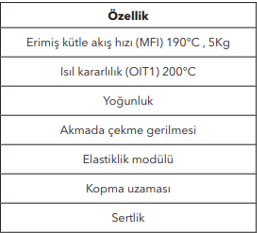 Özellik
Erimiş kütle akış hızı (MFI) 190°C , 5Kg
Isıl kararlılık (OIT1) 200°C
Yoğunluk
Akmada çekme gerilmesi
Elastiklik modülü
Kopma uzaması
Sertlik